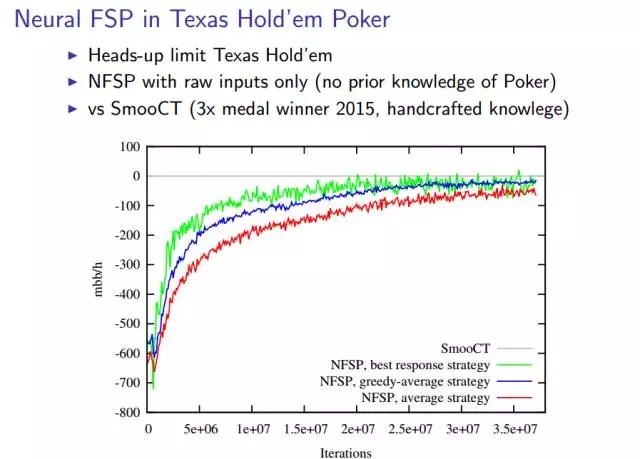 Neural FSP in Texas Hold'em Poker
Heads-up limit Texas Hold'em
NFSP with raw inputs only (no prior knowledge of Poker)
vs SmooCT (3x medal winner 2015, handcrafted knowlege)
100
0
-100
-200
-300
-400
-500
-600
-700
-800
mbb/h
SmooCT
NFSP, best response strategy
NFSP, greedy-average strategy
NFSP, average strategy
0 5e+06 1e+07 1.5e+07 2e+07 2.5e+07 3e+07 3.5e+07
Iterations